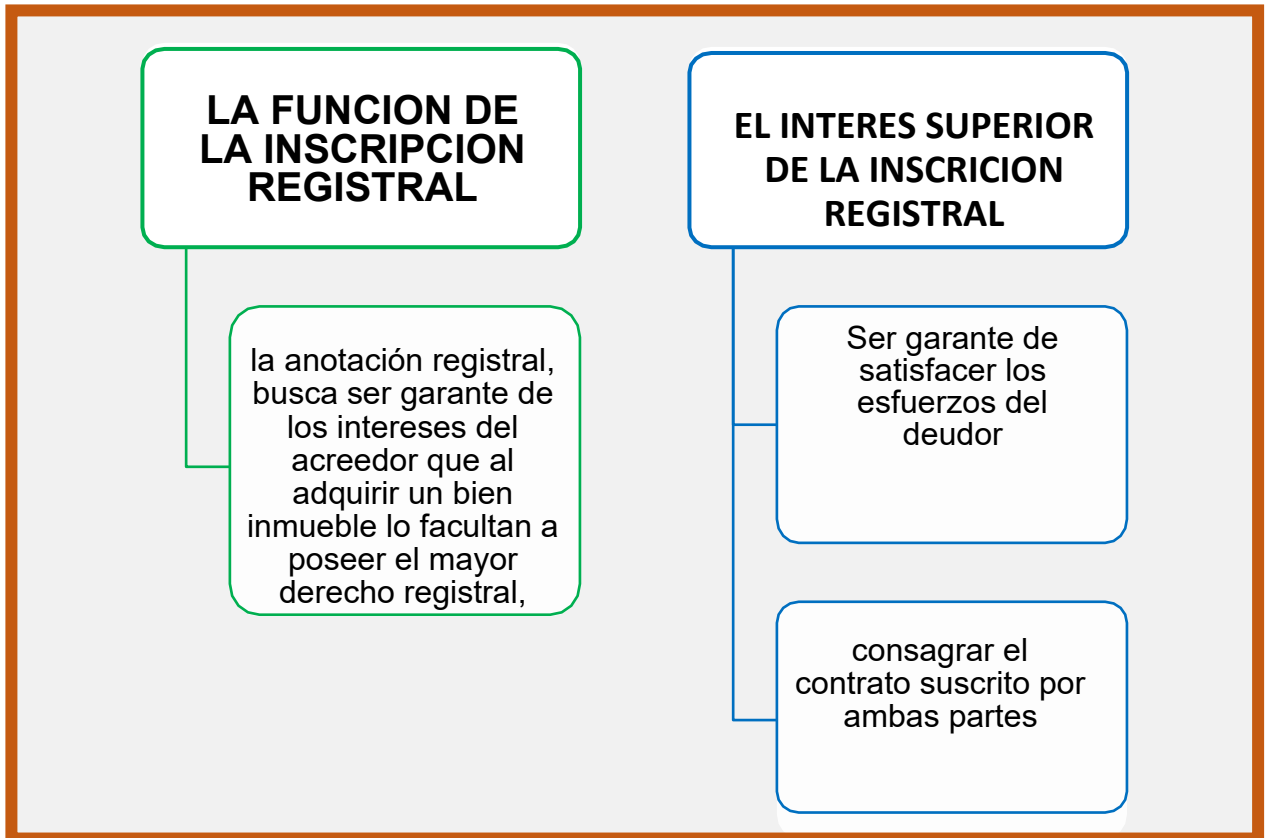 LA FUNCION DE
LA INSCRIPCION
REGISTRAL
la anotación registral,
busca ser garante de
los intereses del
acreedor que al
adquirir un bien
inmueble lo facultan a
poseer el mayor
derecho registral,
EL INTERES SUPERIOR
DE LA INSCRICION
REGISTRAL
Ser garante de
satisfacer los
esfuerzos del
deudor
consagrar el
contrato suscrito por
ambas partes